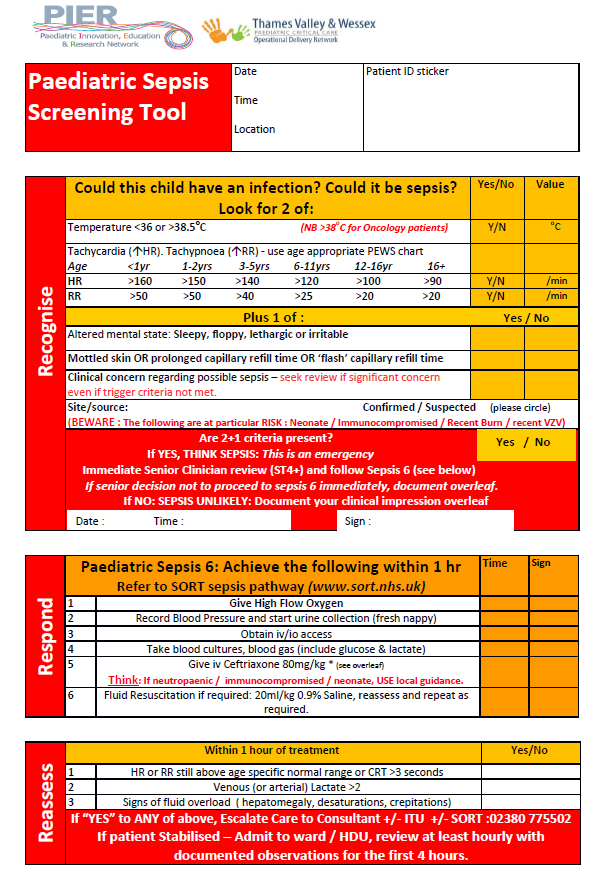 PIER
Paediatric Innovation, Education
& Research Network
Thames Valley & Wessex
PAEDIATRIC CRITICAL CARE
Operational Delivery Network
Paediatric Sepsis
Screening Tool
Date
Time
Location
Patient ID sticker
Recognise
Could this child have an infection? Could it be sepsis?
Look for 2 of:
Yes/No Value
Temperature <36 or >38.5°C (NB >38°C for Oncology patients) Y/N °C
Tachycardia (↑HR). Tachypnoea (↑RR) - use age appropriate PEWS chart
Age <1yr 1-2yrs 3-5yrs 6-11yrs 12-16yr 16+
HR >160 >150 >140 >120 >100 >90 Y/N /min
RR >50 >50 >40 >25 >20 >20 Y/N /min
Plus 1 of : Yes / No
Altered mental state: Sleepy, floppy, lethargic or irritable
Mottled skin OR prolonged capillary refill time OR ‘flash’ capillary refill time
Clinical concern regarding possible sepsis – seek review if significant concern
even if trigger criteria not met.
Site/source: Confirmed / Suspected (please circle)
(BEWARE : The following are at particular RISK : Neonate / Immunocompromised / Recent Burn / recent VZV)
Are 2+1 criteria present? Yes / No
If YES, THINK SEPSIS: This is an emergency
Immediate Senior Clinician review (ST4+) and follow Sepsis 6 (see below)
If senior decision not to proceed to sepsis 6 immediately, document overleaf.
If NO: SEPSIS UNLIKELY: Document your clinical impression overleaf
Date : Time : Sign :
Respond
Paediatric Sepsis 6: Achieve the following within 1 hr
Refer to SORT sepsis pathway (www.sort.nhs.uk)
Time Sign
1 Give High Flow Oxygen
2 Record Blood Pressure and start urine collection (fresh nappy)
3 Obtain iv/io access
4 Take blood cultures, blood gas (include glucose & lactate)
5 Give iv Ceftriaxone 80mg/kg * (see overleaf)
Think: If neutropaenic / immunocompromised / neonate, USE local guidance.
6 Fluid Resuscitation if required: 20ml/kg 0.9% Saline, reassess and repeat as
required.
Reassess
Within 1 hour of treatment Yes/No
1 HR or RR still above age specific normal range or CRT >3 seconds
2 Venous (or arterial) Lactate >2
3 Signs of fluid overload ( hepatomegaly, desaturations, crepitations)
If “YES” to ANY of above, Escalate Care to Consultant +/- ITU +/- SORT :02380 775502
If patient Stabilised – Admit to ward / HDU, review at least hourly with
documented observations for the first 4 hours.